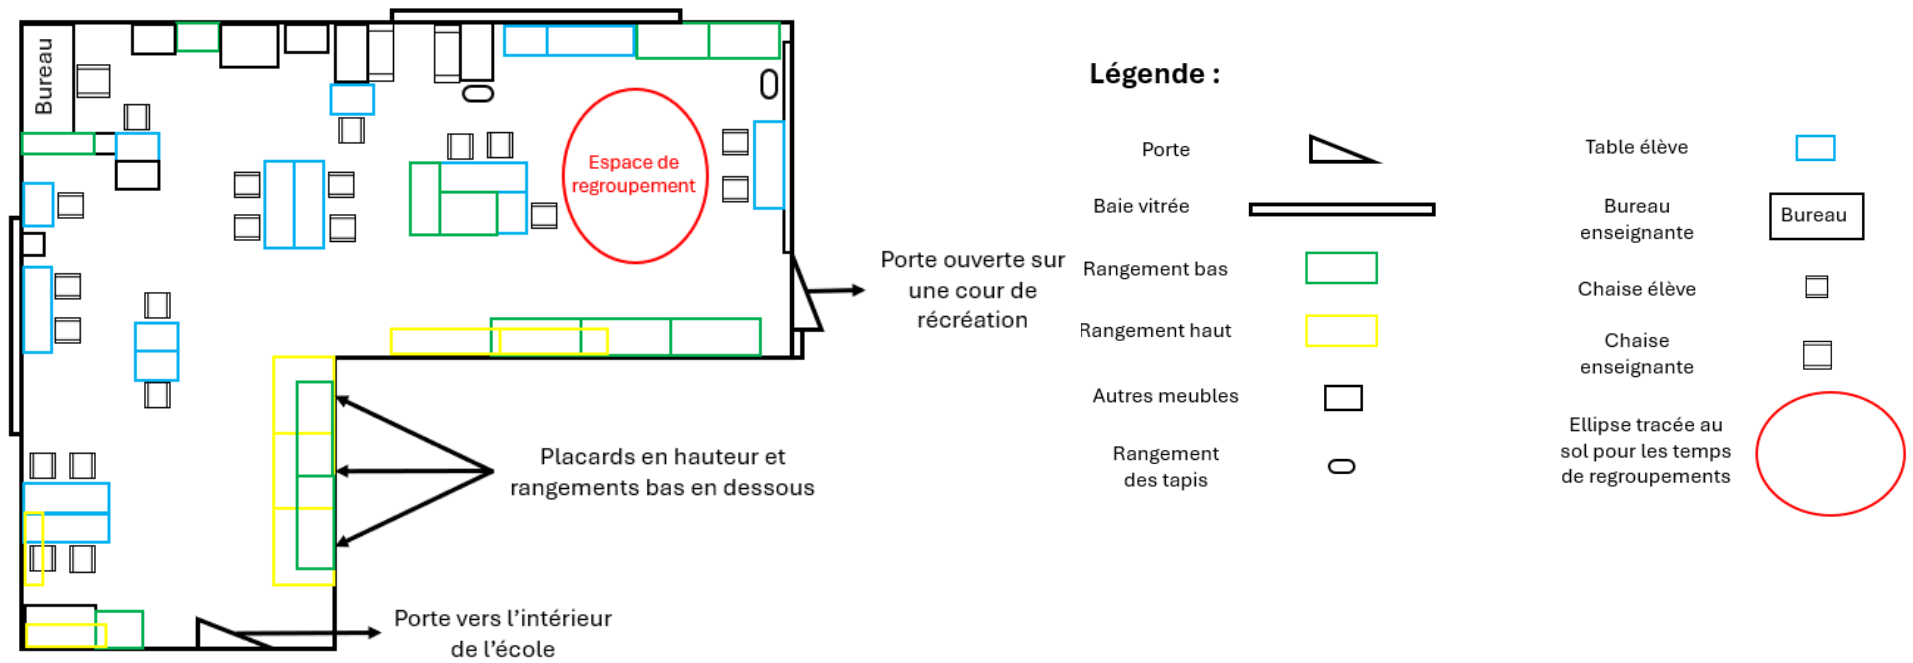 Bureau
Espace de
regroupement
Porte ouverte sur
une cour de
récréation
Placards en hauteur et
rangements bas en dessous
Porte vers l’intérieur
de l’école
Légende :
Porte
Baie vitrée
Rangement bas
Rangement haut
Autres meubles
Rangement
des tapis
Table élève
Bureau
enseignante
Bureau
Chaise élève
Chaise
enseignante
Ellipse tracée au
sol pour les temps
de regroupements